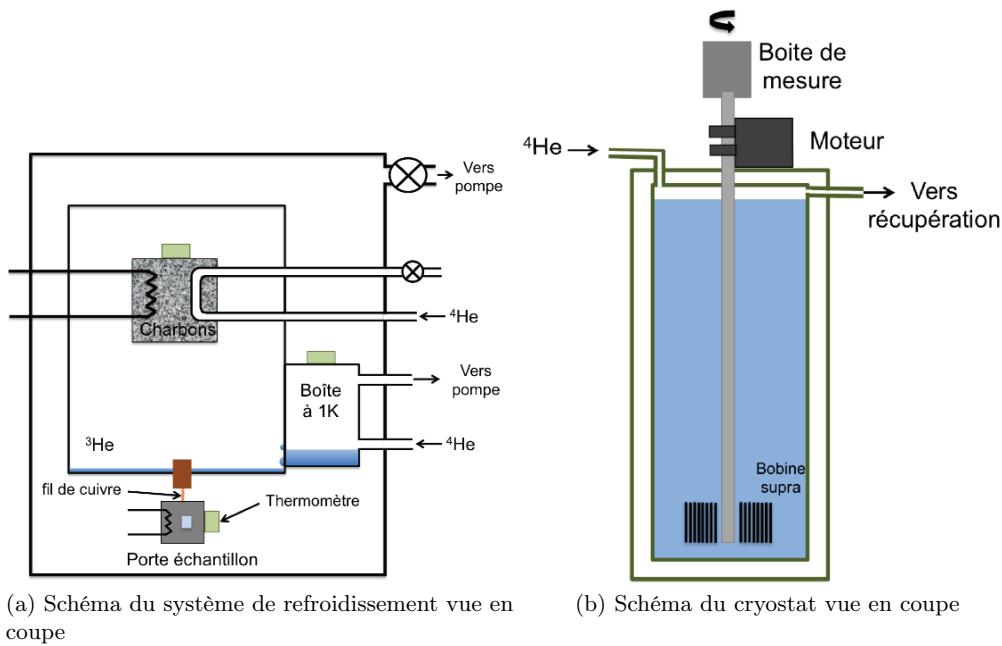 Vers
pompe
Charbons
⁴He
Vers
pompe
Boîte
à 1K
⁴He
³He
fil de cuivre
Thermomètre
Porte échantillon
(a) Schéma du système de refroidissement vue en
coupe
Boite de
mesure
⁴He
Moteur
Vers
récupération
Bobine
supra
(b) Schéma du cryostat vue en coupe